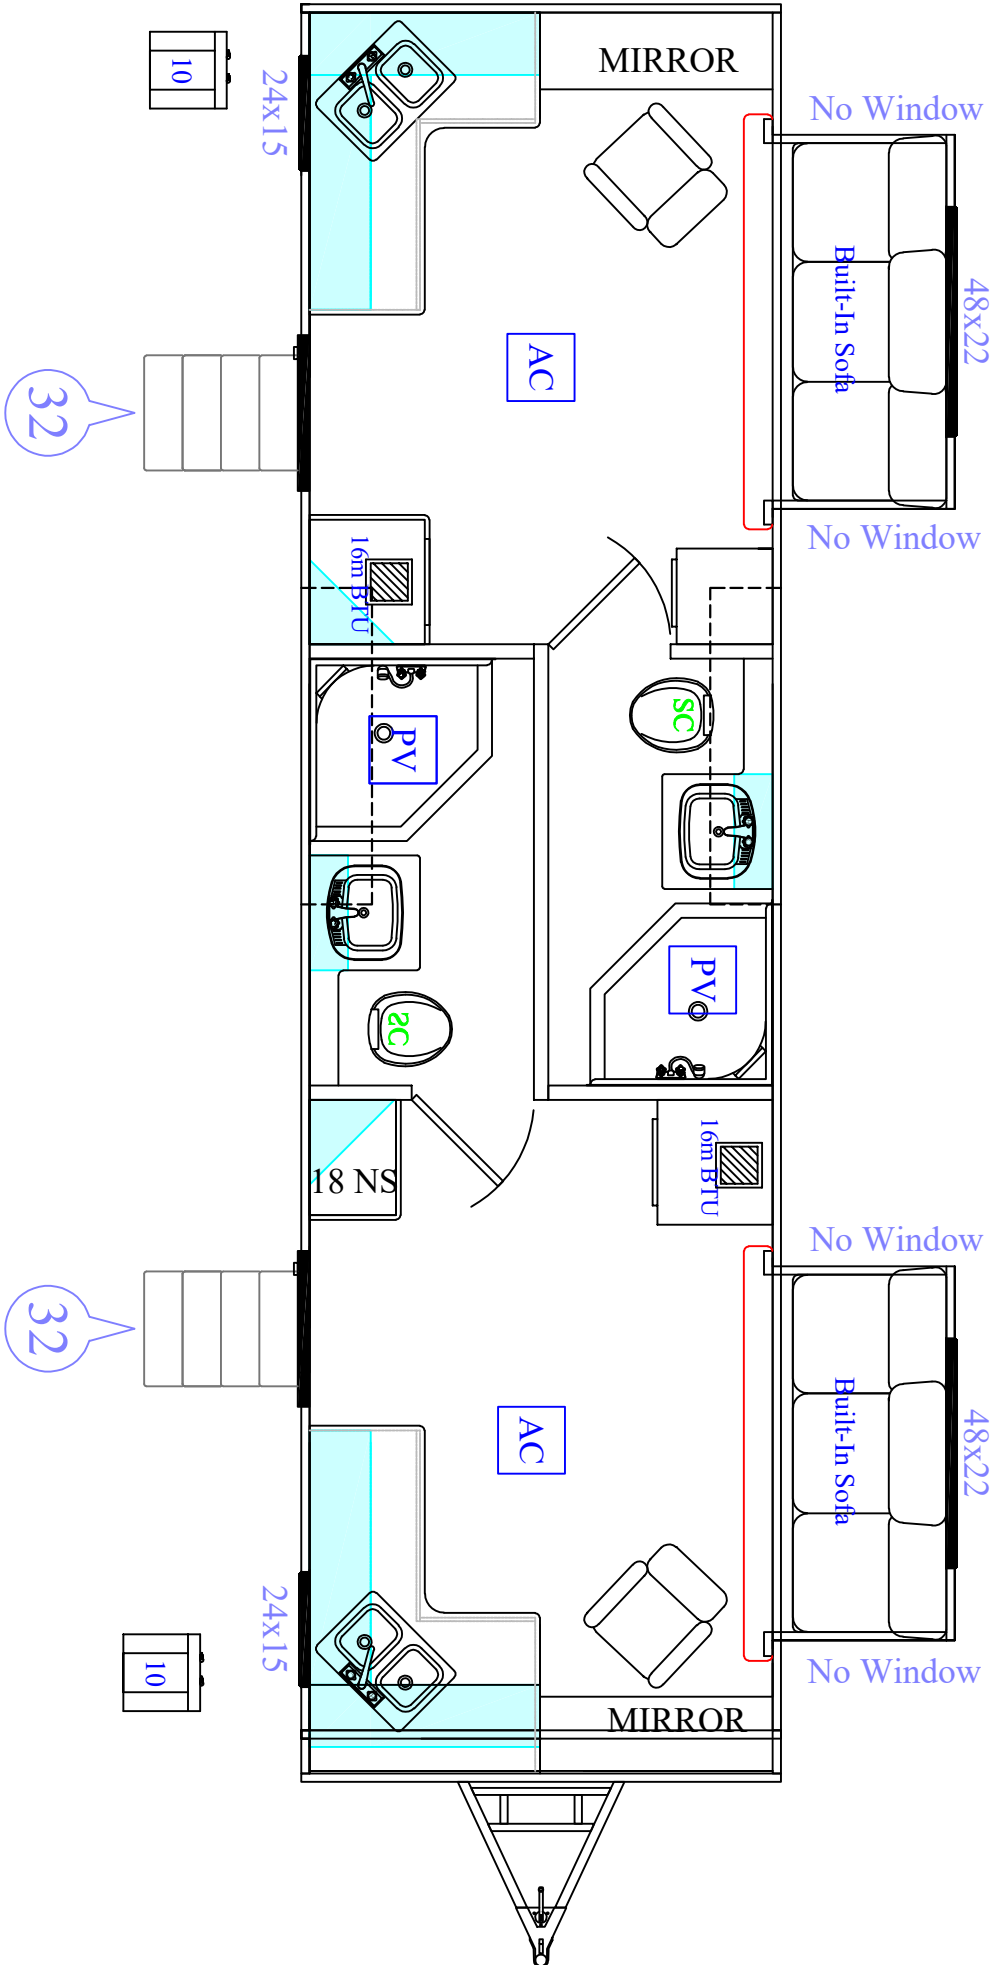 MIRROR
10
24x15
No Window
Built-In Sofa
48x22
AC
32
No Window
16m BTU
SC
PV
PV
SC
16m BTU
18 NS
No Window
32
Built-In Sofa
48x22
AC
24x15
10
No Window
MIRROR